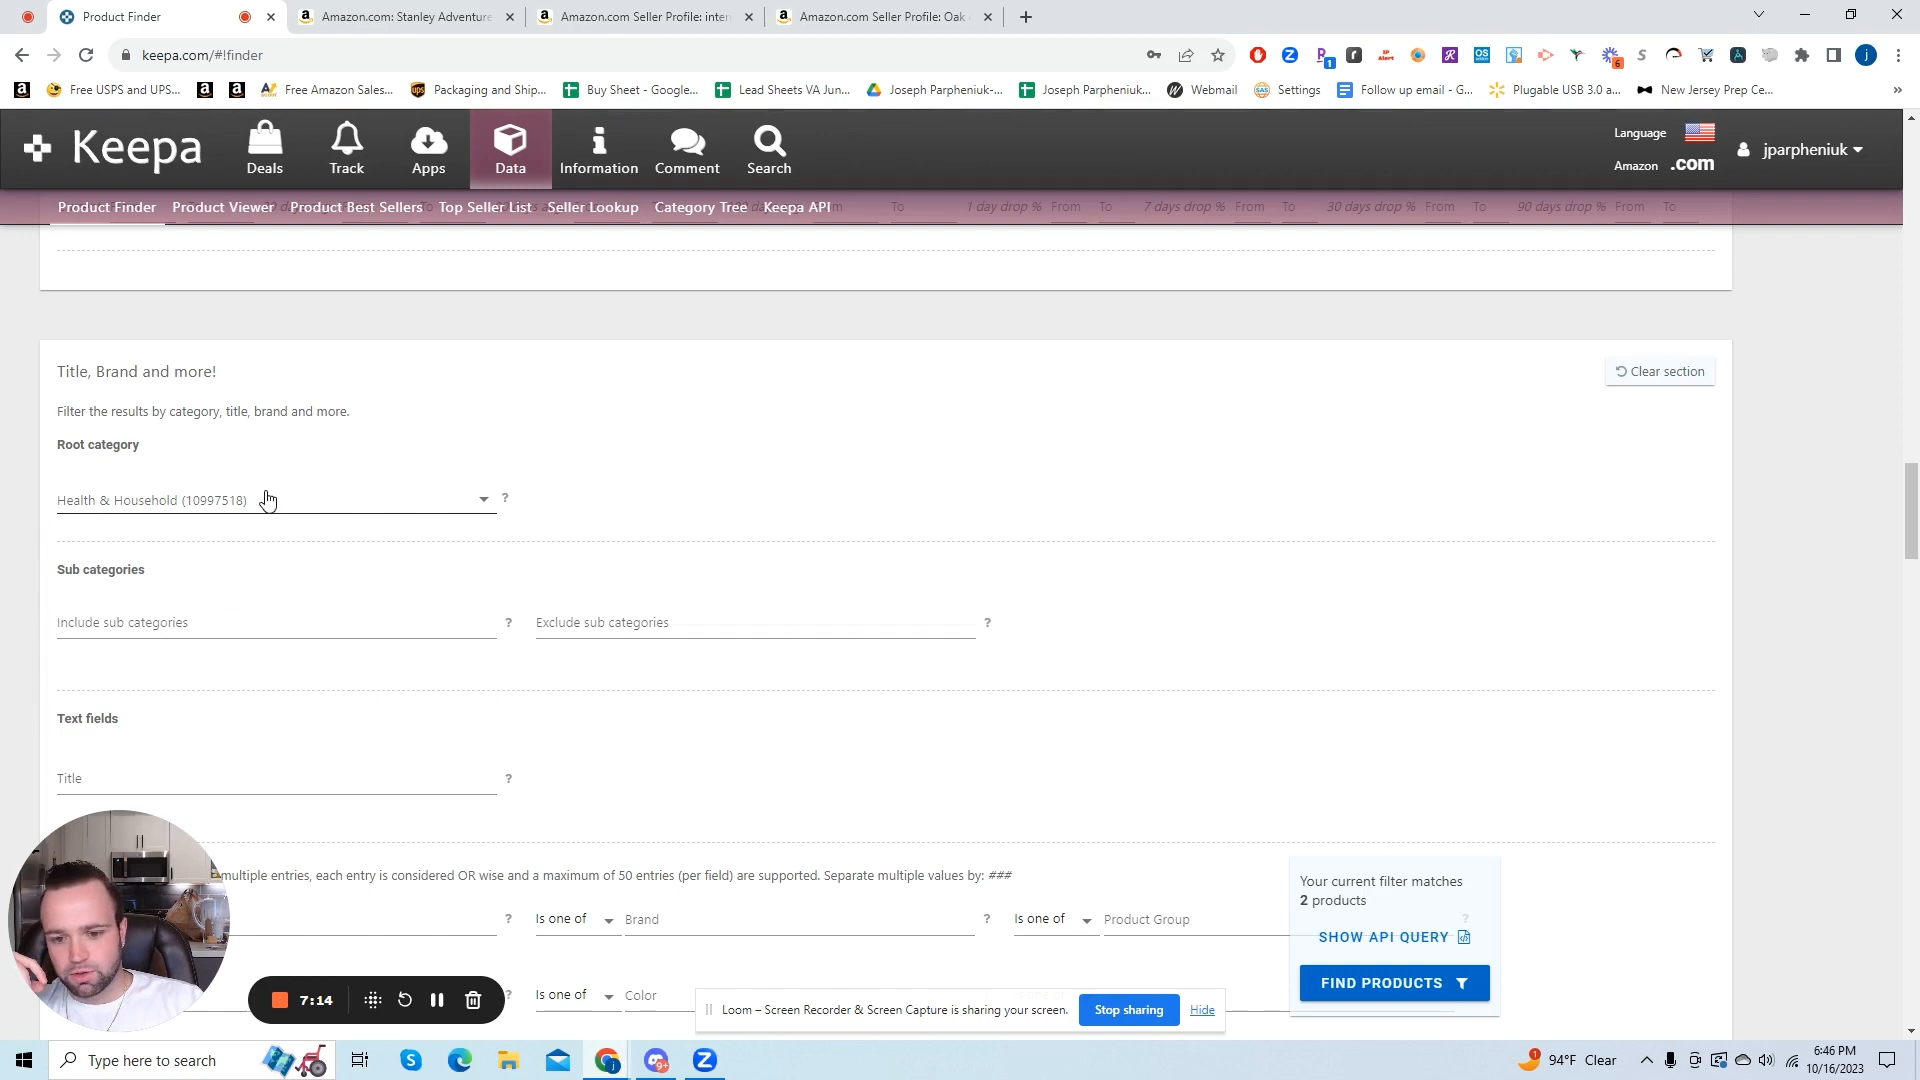 Product Finder
Amazon.com: Stanley Adventure
Amazon.com Seller Profile: inter
Amazon.com Seller Profile: Oak
keepa.com/#!finder
Free USPS and UPS...
Free Amazon Sales...
Packaging and Ship...
Buy Sheet - Google...
Lead Sheets VA Jun...
Joseph Parpheniuk-...
Joseph Parpheniuk...
Webmail
Settings
Follow up email - G...
Plugable USB 3.0 a...
New Jersey Prep Ce...
Keepa
Deals
Track
Apps
Data
Information
Comment
Search
Language
Amazon .com
jparpheniuk
Product Finder Product Viewer Product Best Sellers Top Seller List Seller Lookup Category Tree Keepa API
To 1 day drop % From To 7 days drop % From To 30 days drop % From To 90 days drop % From To
Title, Brand and more!
Clear section
Filter the results by category, title, brand and more.
Root category
Health & Household (10997518) ?
Sub categories
Include sub categories ? Exclude sub categories ?
Text fields
Title ?
multiple entries, each entry is considered OR wise and a maximum of 50 entries (per field) are supported. Separate multiple values by: ###
? Is one of Brand ? Is one of Product Group ?
Your current filter matches
2 products
SHOW API QUERY
FIND PRODUCTS
? Is one of Color
7:14
Loom – Screen Recorder & Screen Capture is sharing your screen. Stop sharing Hide
Type here to search
94°F Clear
6:46 PM
10/16/2023